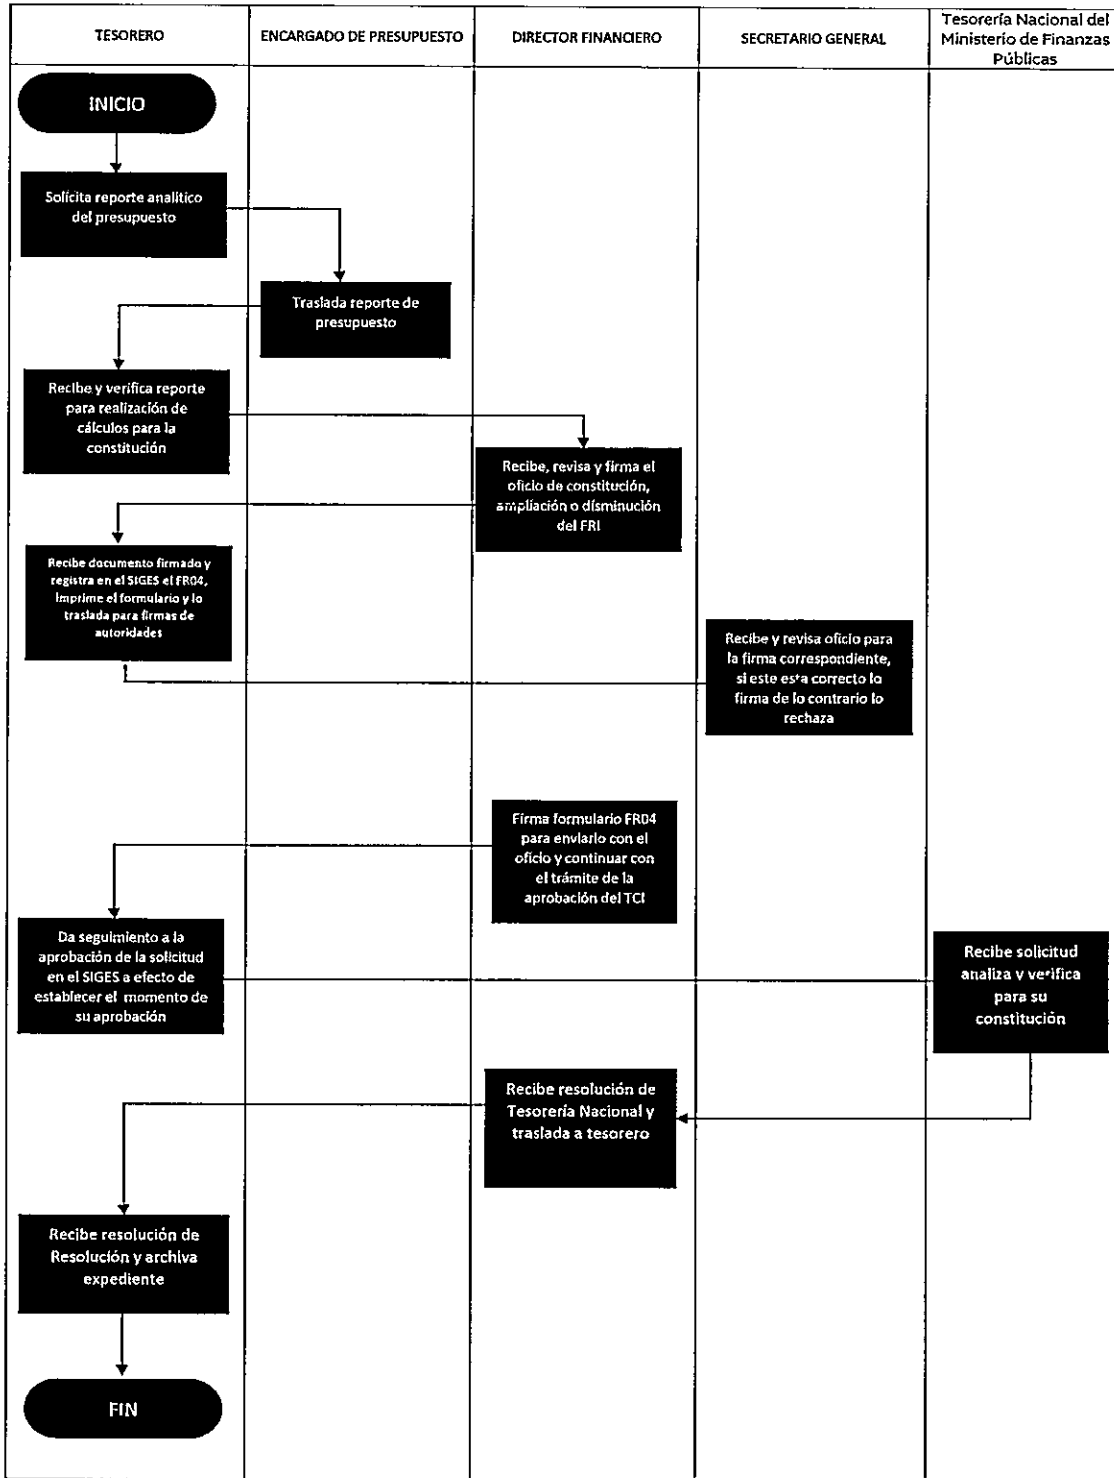 TESORERO
ENCARGADO DE PRESUPUESTO
DIRECTOR FINANCIERO
SECRETARIO GENERAL
Tesorería Nacional del
Ministerio de Finanzas
Públicas
INICIO
Solícita reporte analítico
del presupuesto
Traslada reporte de
presupuesto
Recibe y verifica reporte
para realización de
cálculos para la
constitución
Recibe, revisa y firma el
oficio de constitución,
ampliación o disminución
del FRI
Recibe documento firmado y
registra en el SIGES el FR04,
imprime el formulario y lo
traslada para firmas de
autoridades
Recibe y revisa oficio para
la firma correspondiente,
si este esta correcto lo
firma de lo contrario lo
rechaza
Firma formulario FR04
para enviarlo con el
oficio y continuar con
el trámite de la
aprobación del TCI
Da seguimiento a la
aprobación de la solicitud
en el SIGES a efecto de
establecer el momento de
su aprobación
Recibe solicitud
analiza y verifica
para su
constitución
Recibe resolución de
Tesorería Nacional y
traslada a tesorero
Recibe resolución de
Resolución y archiva
expediente
FIN